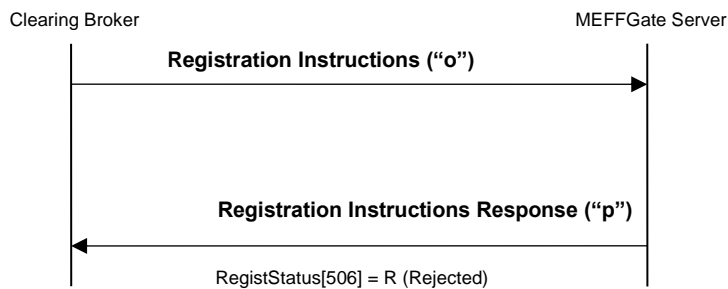 Clearing Broker
MEFFGate Server
Registration Instructions (“o”)
Registration Instructions Response (“p”)
RegistStatus[506] = R (Rejected)